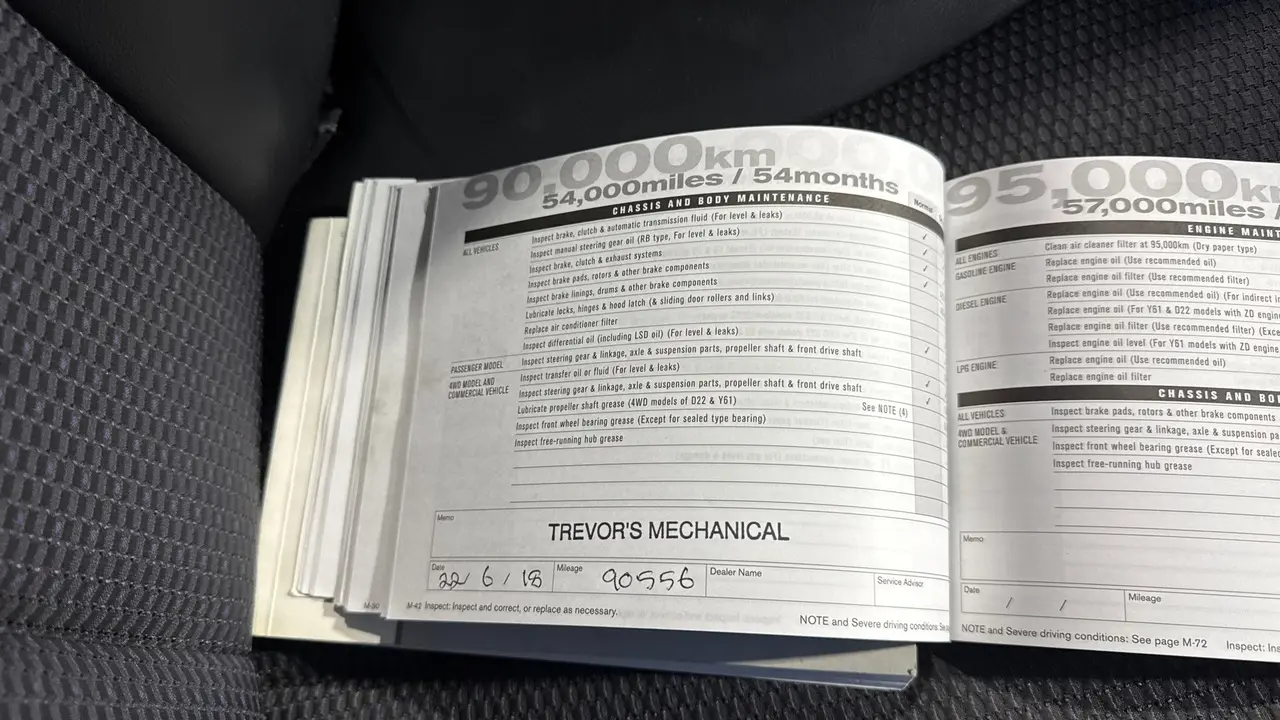 90,000km
54,000miles / 54months
CHASSIS AND BODY MAINTENANCE
Normal
ALL VEHICLES
Inspect brake, clutch & automatic transmission fluid (For level & leaks)
Inspect manual steering gear oil (RB type, For level & leaks)
Inspect brake, clutch & exhaust systems
Inspect brake pads, rotors & other brake components
Inspect brake linings, drums & other brake components
Lubricate locks, hinges & hood latch (& sliding door rollers and links)
Replace air conditioner filter
Inspect differential oil (including LSD oil) (For level & leaks)
PASSENGER MODEL Inspect steering gear & linkage, axle & suspension parts, propeller shaft & front drive shaft
4WD MODEL AND COMMERCIAL VEHICLE
Inspect transfer oil or fluid (For level & leaks)
Inspect steering gear & linkage, axle & suspension parts, propeller shaft & front drive shaft
Lubricate propeller shaft grease (4WD models of D22 & Y61) See NOTE (4)
Inspect front wheel bearing grease (Except for sealed type bearing)
Inspect free-running hub grease
Memo
TREVOR'S MECHANICAL
Date 22 / 6 / 18 Mileage 90556 Dealer Name Service Advisor
M-42 Inspect: Inspect and correct, or replace as necessary.
NOTE and Severe driving conditions
M-30
95,000k
57,000miles /
ENGINE MAINT
ALL ENGINES Clean air cleaner filter at 95,000km (Dry paper type)
GASOLINE ENGINE Replace engine oil (Use recommended oil)
Replace engine oil filter (Use recommended filter)
DIESEL ENGINE Replace engine oil (Use recommended oil) (For indirect
Replace engine oil (For Y61 & D22 models with ZD engine
Replace engine oil filter (Use recommended filter) (Exc
Inspect engine oil level (For Y61 models with ZD engine
LPG ENGINE Replace engine oil (Use recommended oil)
Replace engine oil filter
CHASSIS AND BO
ALL VEHICLES Inspect brake pads, rotors & other brake components
4WD MODEL & COMMERCIAL VEHICLE Inspect steering gear & linkage, axle & suspension pa
Inspect front wheel bearing grease (Except for sealed
Inspect free-running hub grease
Memo
Date / / Mileage
NOTE and Severe driving conditions: See page M-72 Inspect: Ins